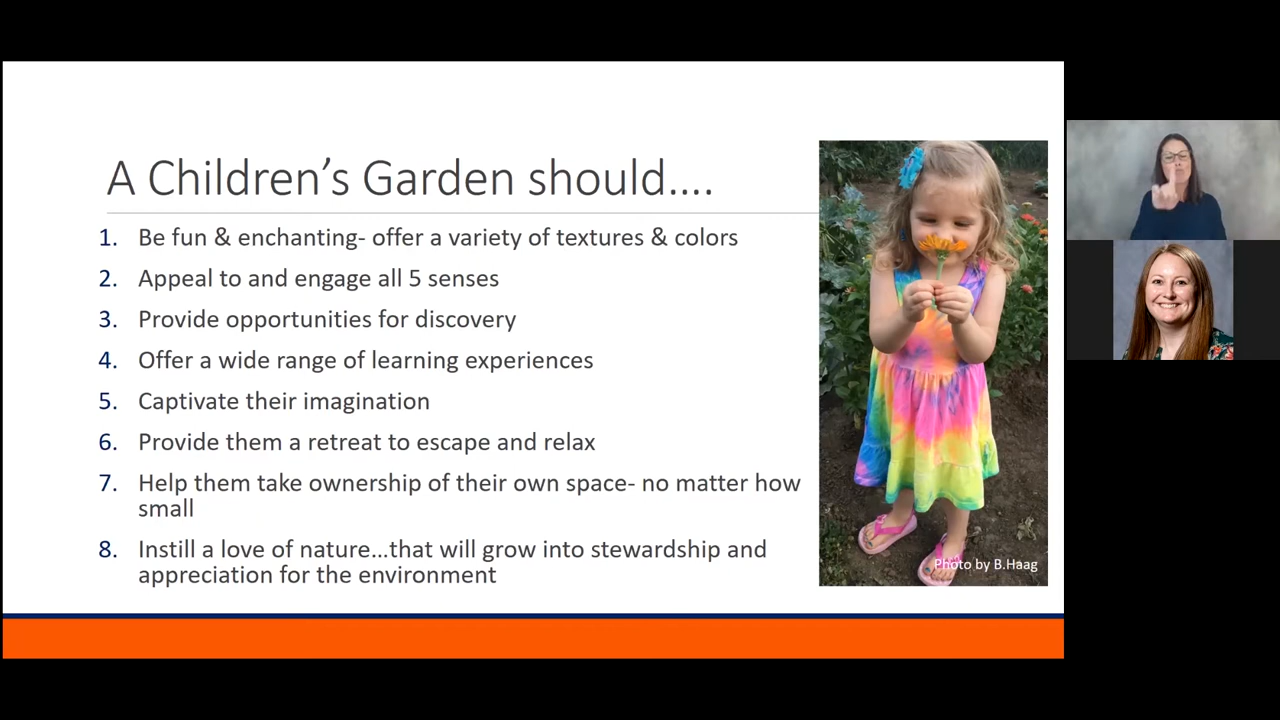 A Children’s Garden should....
1. Be fun & enchanting- offer a variety of textures & colors
2. Appeal to and engage all 5 senses
3. Provide opportunities for discovery
4. Offer a wide range of learning experiences
5. Captivate their imagination
6. Provide them a retreat to escape and relax
7. Help them take ownership of their own space- no matter how
small
8. Instill a love of nature...that will grow into stewardship and
appreciation for the environment
Photo by B.Haag